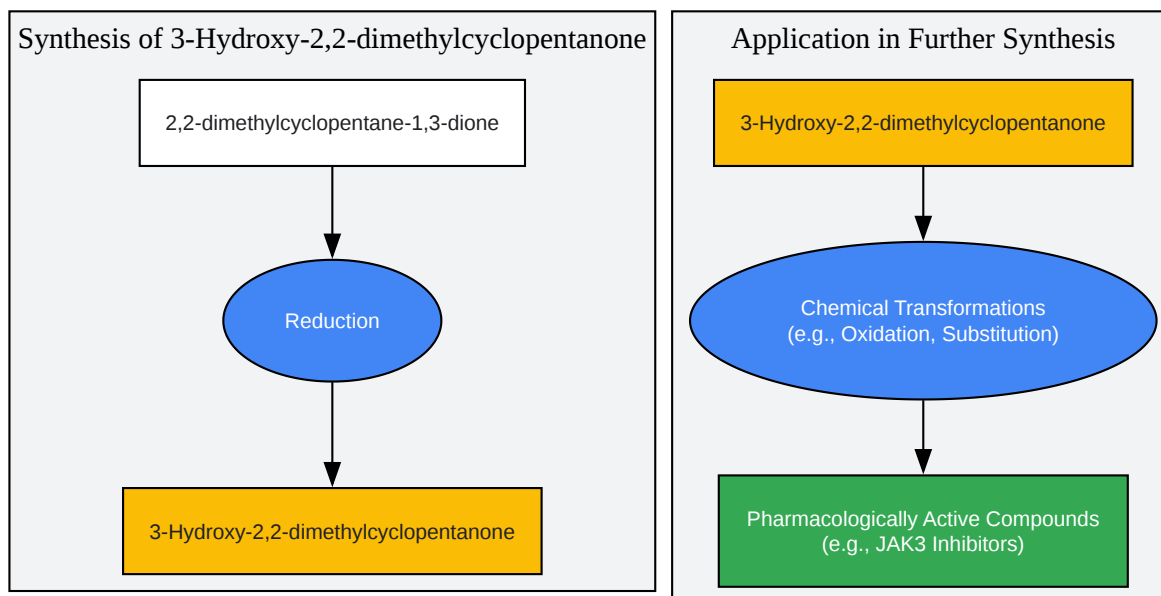 Synthesis of 3-Hydroxy-2,2-dimethylcyclopentanone
2,2-dimethylcyclopentane-1,3-dione
Reduction
3-Hydroxy-2,2-dimethylcyclopentanone
Application in Further Synthesis
3-Hydroxy-2,2-dimethylcyclopentanone
Chemical Transformations
(e.g., Oxidation, Substitution)
Pharmacologically Active Compounds
(e.g., JAK3 Inhibitors)